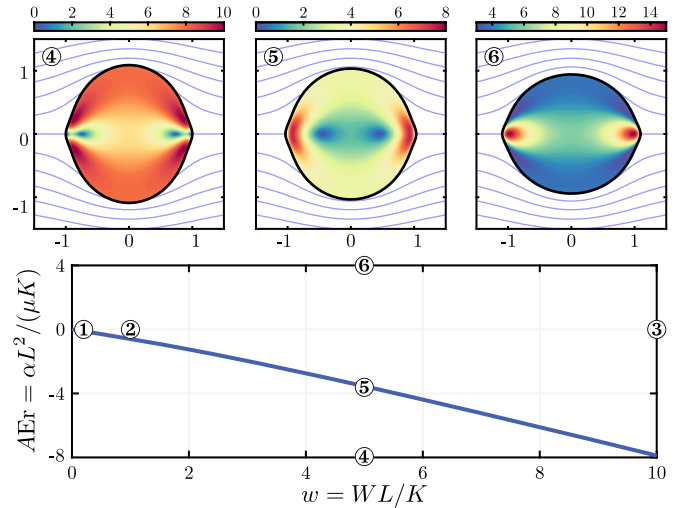 0 2 4 6 8 10
0 2 4 6 8
4 6 8 10 12 14
④ ⑤ ⑥
1
0
-1
-1 0 1
-1 0 1
-1 0 1
4
0
-4
-8
AEr = αL²/(μK)
⑥
① ② ③
⑤
④
0 2 4 6 8 10
w = WL/K